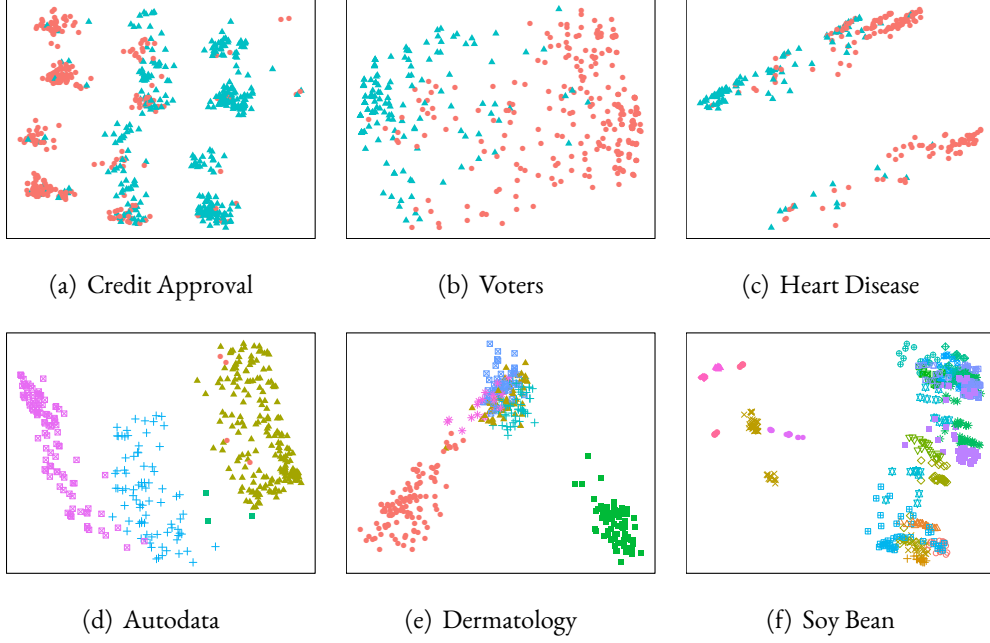 (a) Credit Approval
(b) Voters
(c) Heart Disease
(d) Autodata
(e) Dermatology
(f) Soy Bean